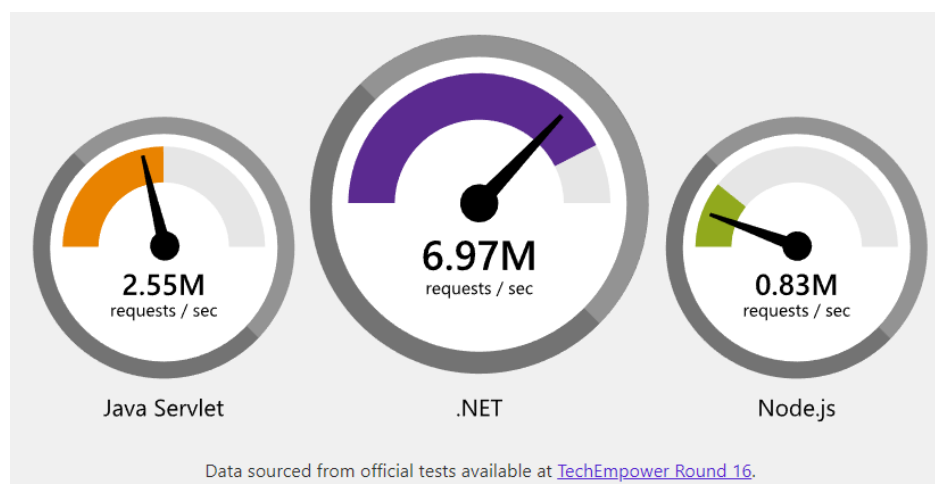 2.55M
requests / sec
Java Servlet
6.97M
requests / sec
.NET
0.83M
requests / sec
Node.js
Data sourced from official tests available at TechEmpower Round 16.